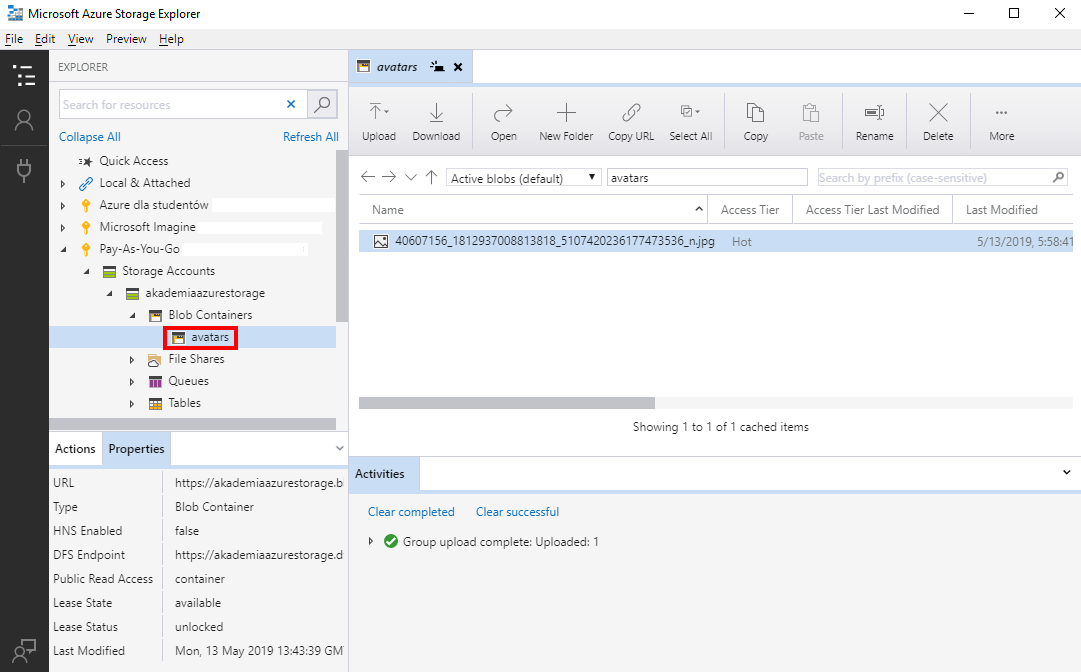 Microsoft Azure Storage Explorer
File Edit View Preview Help
EXPLORER
Search for resources
Collapse All Refresh All
Quick Access
Local & Attached
Azure dla studentów
Microsoft Imagine
Pay-As-You-Go
Storage Accounts
akademiaazurestorage
Blob Containers
avatars
File Shares
Queues
Tables
Actions Properties
URL https://akademiaazurestorage.b
Type Blob Container
HNS Enabled false
DFS Endpoint https://akademiaazurestorage.d
Public Read Access container
Lease State available
Lease Status unlocked
Last Modified Mon, 13 May 2019 13:43:39 GM
avatars
Upload Download Open New Folder Copy URL Select All Copy Paste Rename Delete More
Active blobs (default) avatars Search by prefix (case-sensitive)
Name Access Tier Access Tier Last Modified Last Modified
40607156_1812937008813818_5107420236177473536_n.jpg Hot 5/13/2019, 5:58:41
Showing 1 to 1 of 1 cached items
Activities
Clear completed Clear successful
Group upload complete: Uploaded: 1